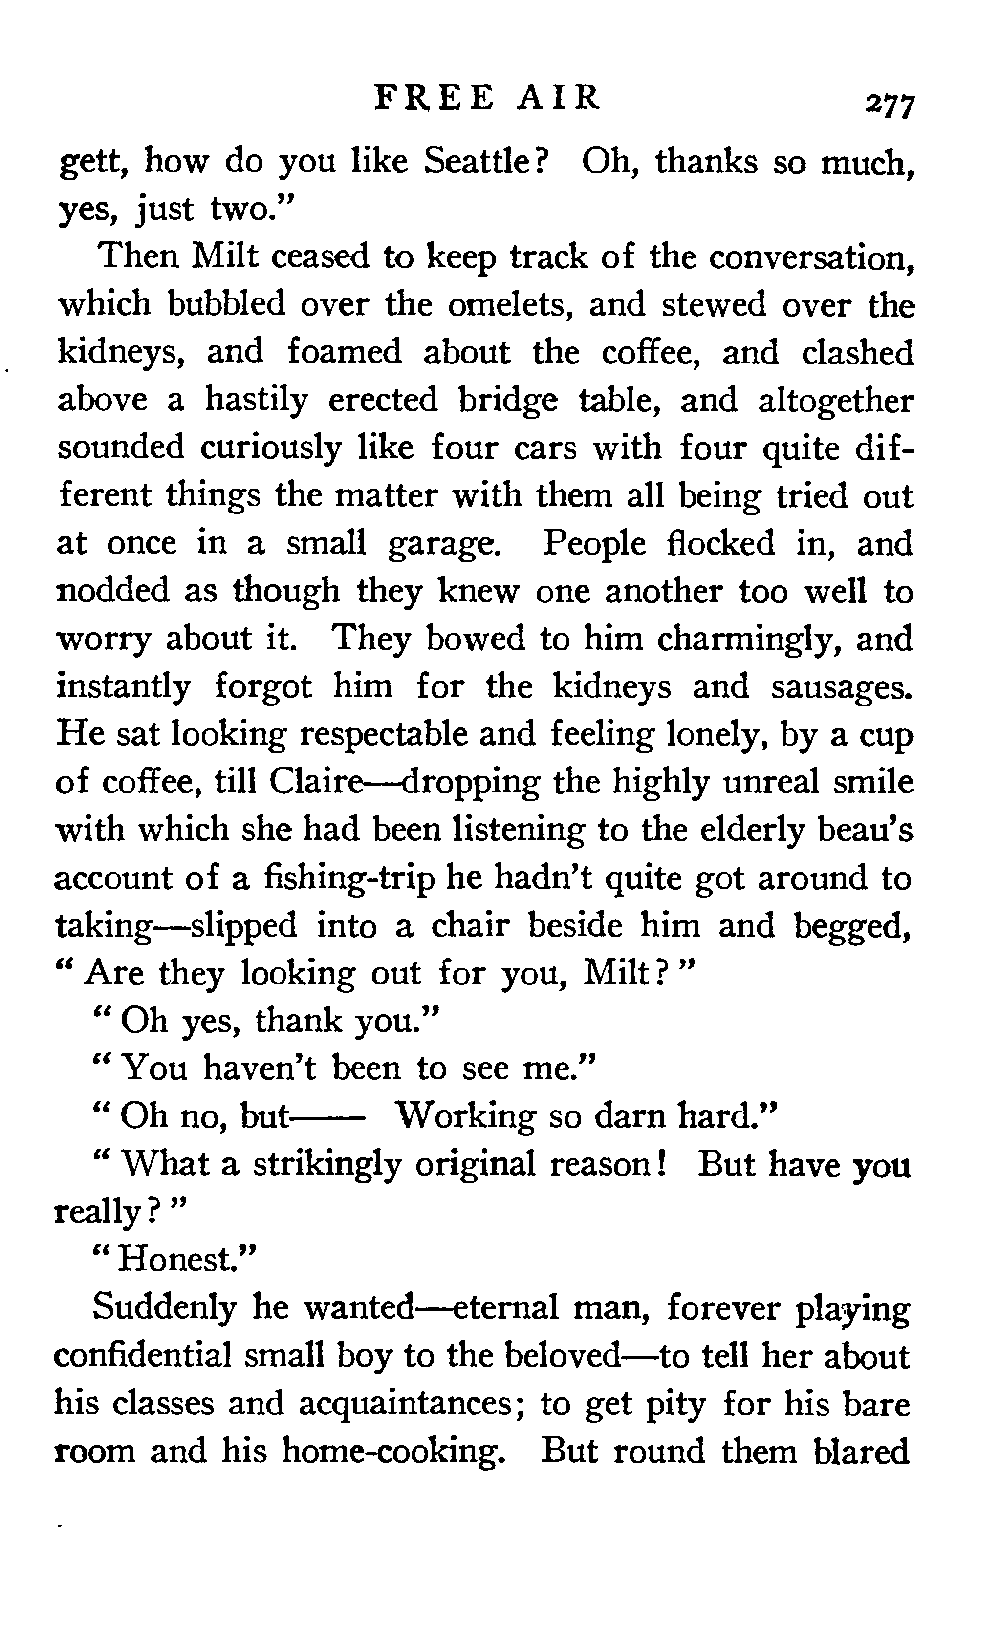 FREE AIR 277
gett, how do you like Seattle? Oh, thanks so much,
yes, just two."
Then Milt ceased to keep track of the conversation,
which bubbled over the omelets, and stewed over the
kidneys, and foamed about the coffee, and clashed
above a hastily erected bridge table, and altogether
sounded curiously like four cars with four quite dif-
ferent things the matter with them all being tried out
at once in a small garage. People flocked in, and
nodded as though they knew one another too well to
worry about it. They bowed to him charmingly, and
instantly forgot him for the kidneys and sausages.
He sat looking respectable and feeling lonely, by a cup
of coffee, till Claire—dropping the highly unreal smile
with which she had been listening to the elderly beau's
account of a fishing-trip he hadn't quite got around to
taking—slipped into a chair beside him and begged,
" Are they looking out for you, Milt? "
" Oh yes, thank you."
" You haven't been to see me."
" Oh no, but—— Working so darn hard."
" What a strikingly original reason! But have you
really? "
" Honest."
Suddenly he wanted—eternal man, forever playing
confidential small boy to the beloved—to tell her about
his classes and acquaintances; to get pity for his bare
room and his home-cooking. But round them blared